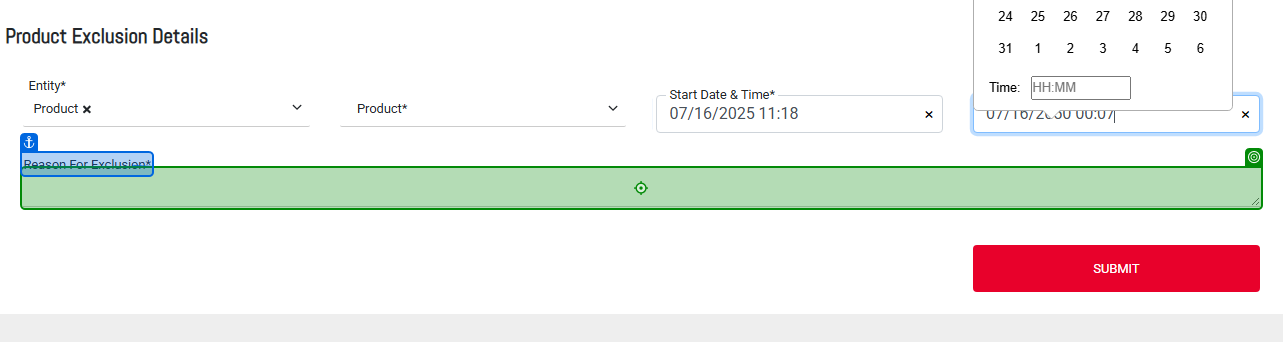 24 25 26 27 28 29 30
Product Exclusion Details
31 1 2 3 4 5 6
Entity*
Time: HH:MM
Product
Product*
Start Date & Time*
07/16/2025 11:18
07/16/2030 00:07
Reason For Exclusion*
SUBMIT